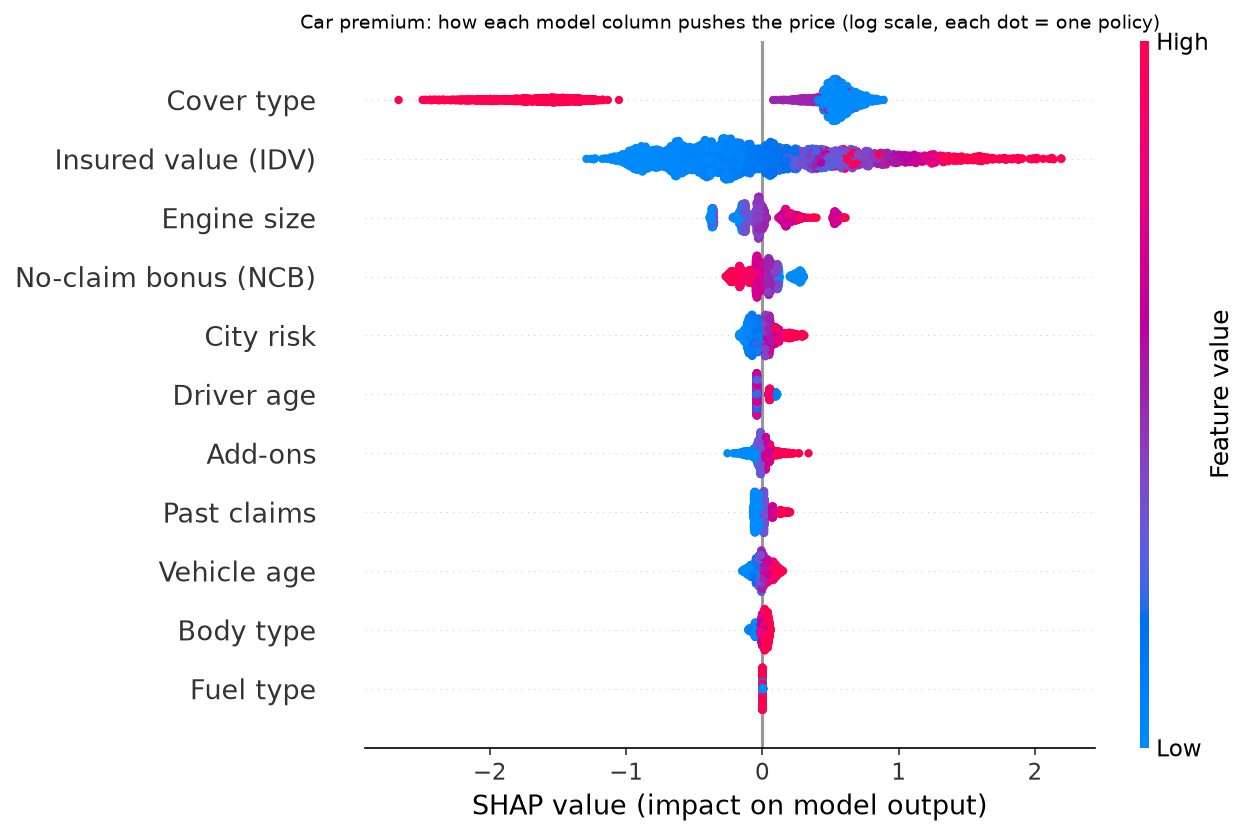 Car premium: how each model column pushes the price (log scale, each dot = one policy)
High
Cover type
Insured value (IDV)
Engine size
No-claim bonus (NCB)
City risk
Driver age
Add-ons
Past claims
Vehicle age
Body type
Fuel type
Feature value
Low
−2
−1
0
1
2
SHAP value (impact on model output)